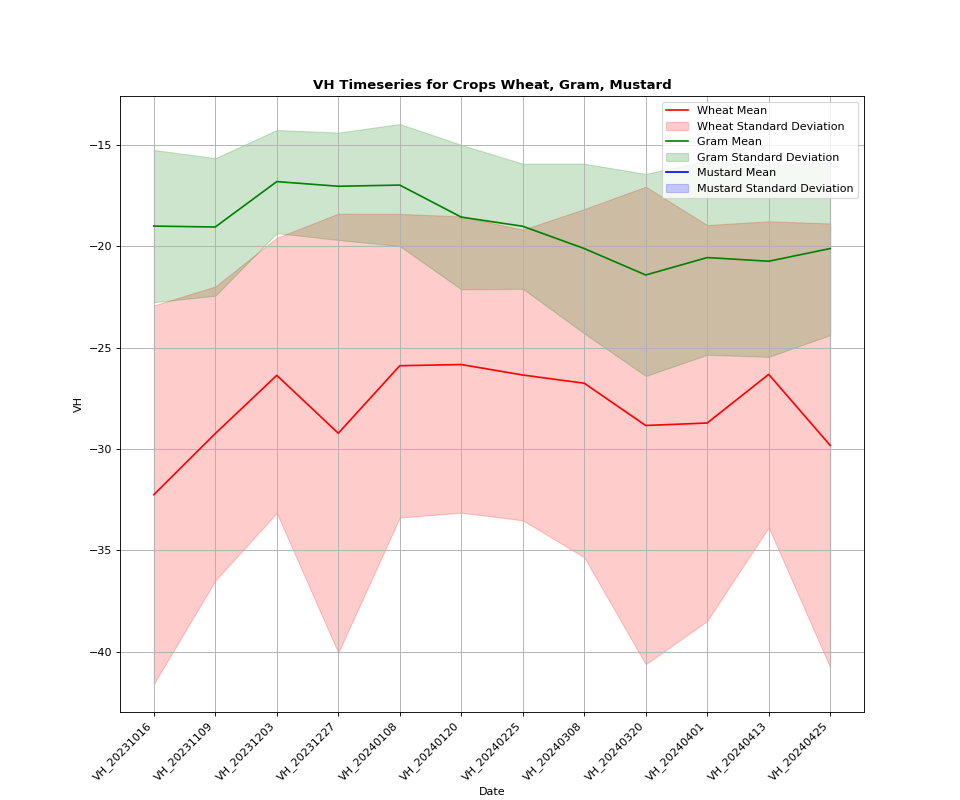 VH Timeseries for Crops Wheat, Gram, Mustard
Wheat Mean
Wheat Standard Deviation
Gram Mean
Gram Standard Deviation
Mustard Mean
Mustard Standard Deviation
−15
−20
−25
−30
−35
−40
VH
VH_20231016
VH_20231109
VH_20231203
VH_20231227
VH_20240108
VH_20240120
VH_20240225
VH_20240308
VH_20240320
VH_20240401
VH_20240413
VH_20240425
Date